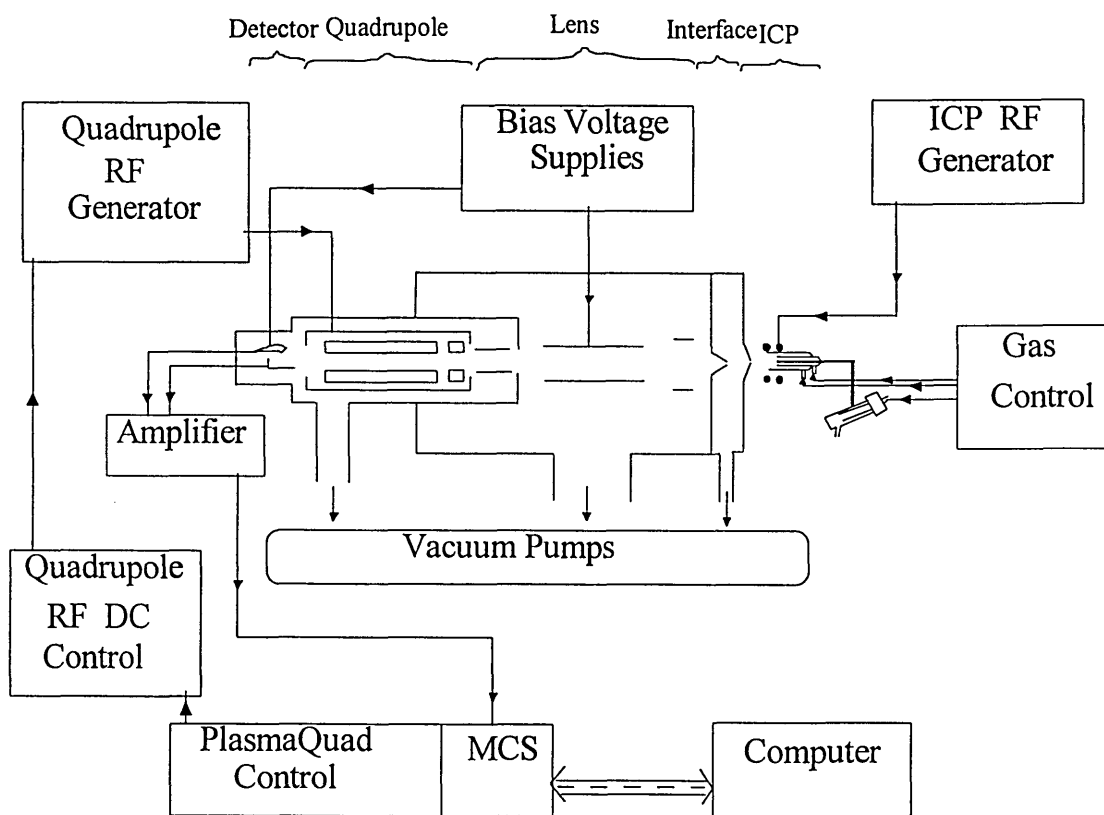 Detector Quadrupole Lens Interface ICP
Quadrupole
RF
Generator
Bias Voltage
Supplies
ICP RF
Generator
Gas
Control
Amplifier
Vacuum Pumps
Quadrupole
RF DC
Control
PlasmaQuad
Control
MCS
Computer